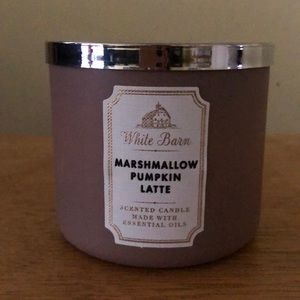 White Barn
MARSHMALLOW
PUMPKIN
LATTE
SCENTED CANDLE
MADE WITH
ESSENTIAL OILS